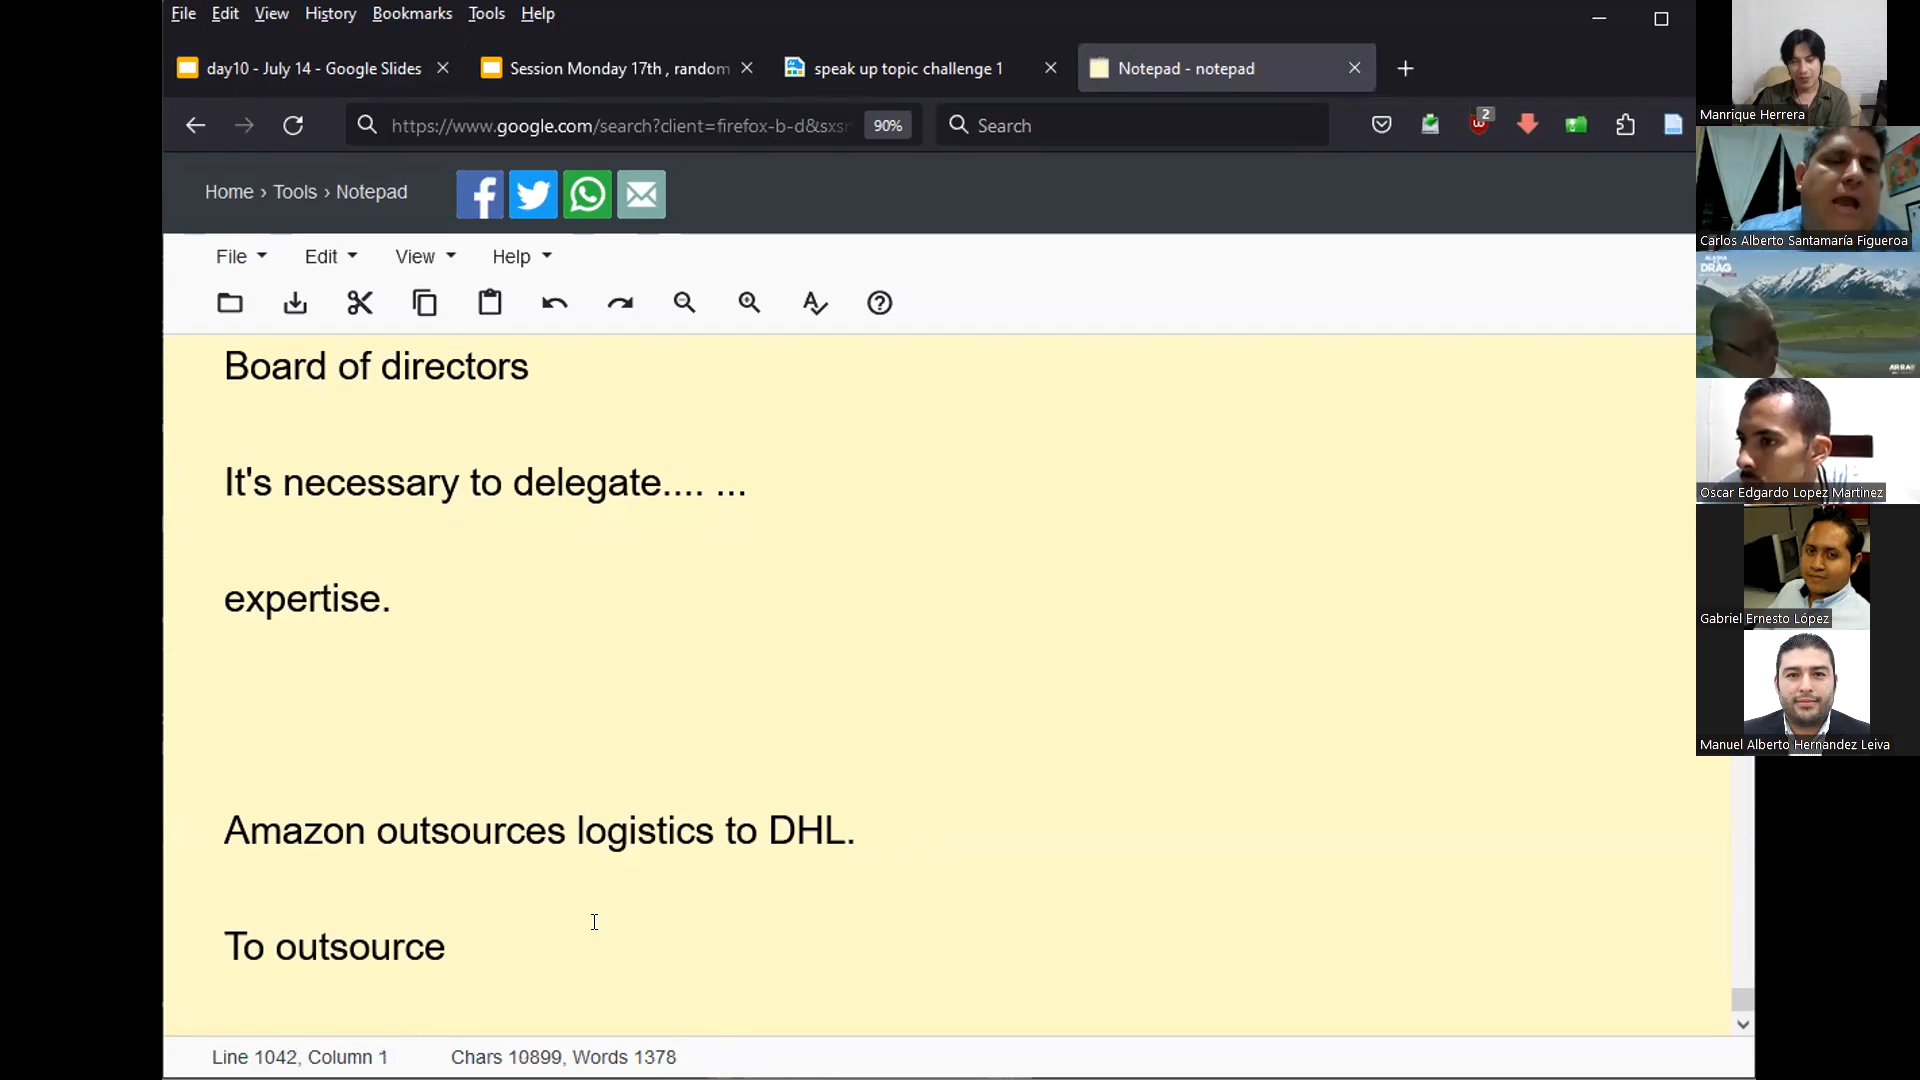 File Edit View History Bookmarks Tools Help
day10 - July 14 - Google Slides
Session Monday 17th , random
speak up topic challenge 1
Notepad - notepad
https://www.google.com/search?client=firefox-b-d&sxsr
90%
Search
2
Home › Tools › Notepad
File Edit View Help
Board of directors
It's necessary to delegate.... ...
expertise.
Amazon outsources logistics to DHL.
To outsource
Line 1042, Column 1
Chars 10899, Words 1378
Manrique Herrera
Carlos Alberto Santamaría Figueroa
DRAG
Oscar Edgardo Lopez Martinez
Gabriel Ernesto López
Manuel Alberto Hernandez Leiva